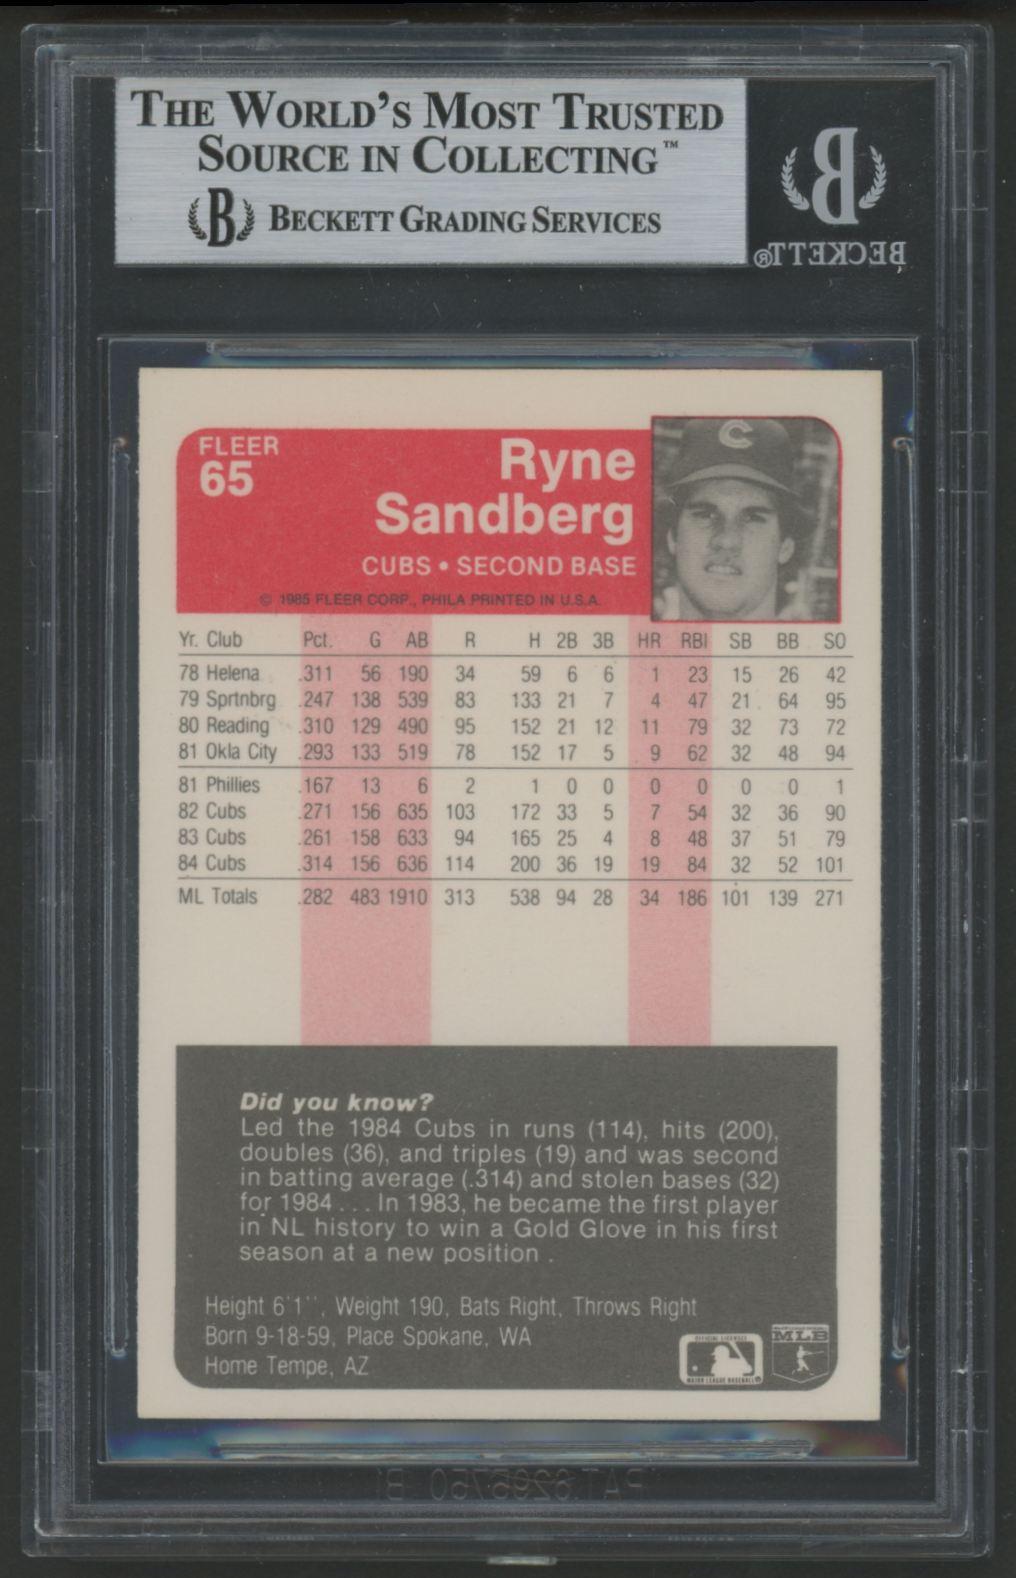 THE WORLD'S MOST TRUSTED
SOURCE IN COLLECTING™
B BECKETT GRADING SERVICES
B
BECKETT®
FLEER
65
Ryne
Sandberg
CUBS • SECOND BASE
© 1985 FLEER CORP., PHILA PRINTED IN U.S.A.
Yr. Club Pct. G AB R H 2B 3B HR RBI SB BB SO
78 Helena .311 56 190 34 59 6 6 1 23 15 26 42
79 Sprtnbrg .247 138 539 83 133 21 7 4 47 21 64 95
80 Reading .310 129 490 95 152 21 12 11 79 32 73 72
81 Okla City .293 133 519 78 152 17 5 9 62 32 48 94
81 Phillies .167 13 6 2 1 0 0 0 0 0 0 1
82 Cubs .271 156 635 103 172 33 5 7 54 32 36 90
83 Cubs .261 158 633 94 165 25 4 8 48 37 51 79
84 Cubs .314 156 636 114 200 36 19 19 84 32 52 101
ML Totals .282 483 1910 313 538 94 28 34 186 101 139 271
Did you know?
Led the 1984 Cubs in runs (114), hits (200),
doubles (36), and triples (19) and was second
in batting average (.314) and stolen bases (32)
for 1984 . . . In 1983, he became the first player
in NL history to win a Gold Glove in his first
season at a new position .
Height 6'1'', Weight 190, Bats Right, Throws Right
Born 9-18-59, Place Spokane, WA
Home Tempe, AZ
OFFICIAL LICENSEE
MAJOR LEAGUE BASEBALL®
MLB
PAT.6295750 B1